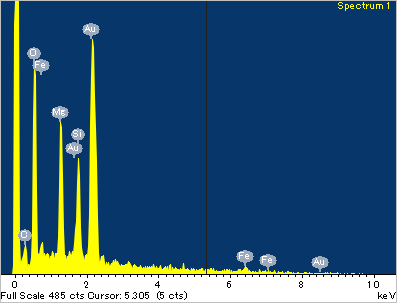 Spectrum 1
Au
O
Fe
Mg
Si
Au
O
Fe
Fe
Au
0 2 4 6 8 10
Full Scale 485 cts Cursor: 5.305 (5 cts) keV